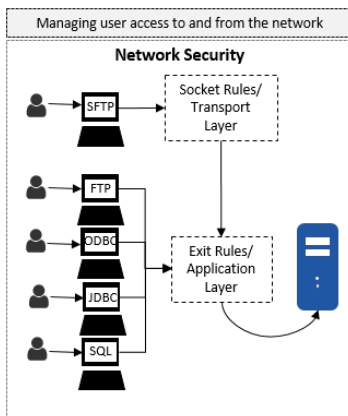 Managing user access to and from the network
Network Security
SFTP
Socket Rules/
Transport
Layer
FTP
ODBC
Exit Rules/
Application
Layer
JDBC
SQL